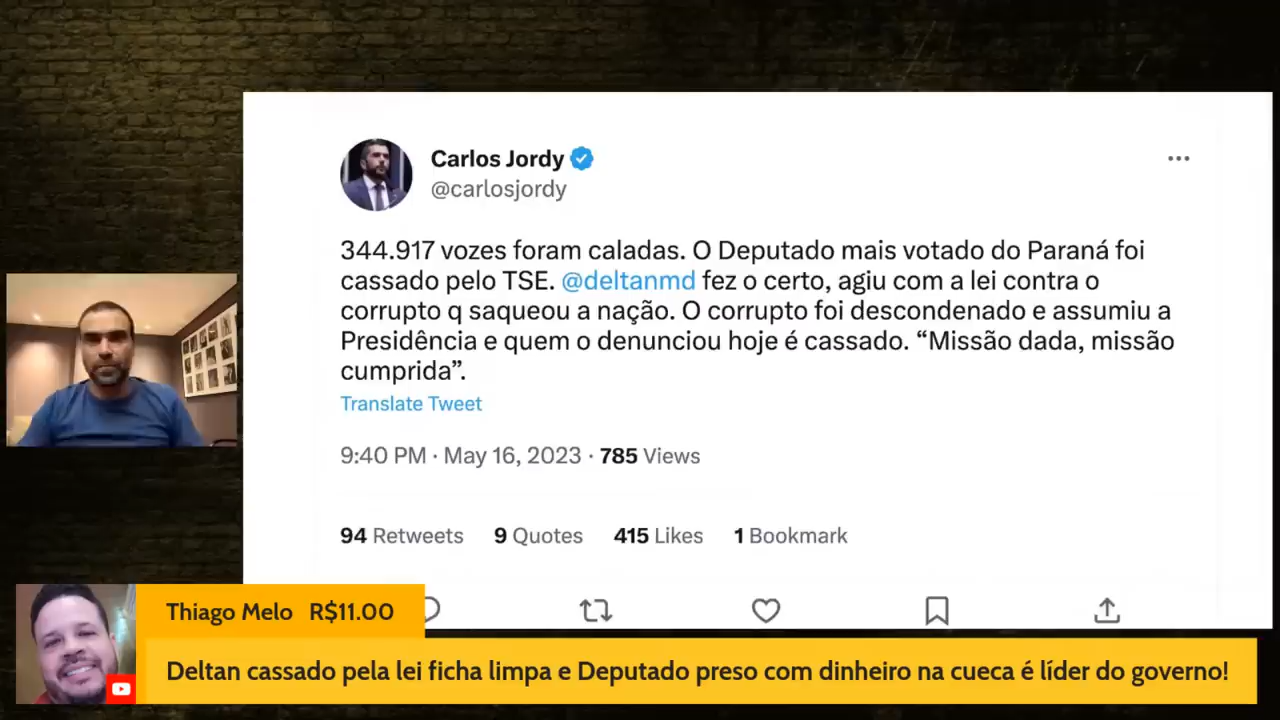 Carlos Jordy
@carlosjordy
344.917 vozes foram caladas. O Deputado mais votado do Paraná foi
cassado pelo TSE. @deltanmd fez o certo, agiu com a lei contra o
corrupto q saqueou a nação. O corrupto foi descondenado e assumiu a
Presidência e quem o denunciou hoje é cassado. “Missão dada, missão
cumprida”.
Translate Tweet
9:40 PM · May 16, 2023 · 785 Views
94 Retweets 9 Quotes 415 Likes 1 Bookmark
Thiago Melo R$11.00
Deltan cassado pela lei ficha limpa e Deputado preso com dinheiro na cueca é líder do governo!